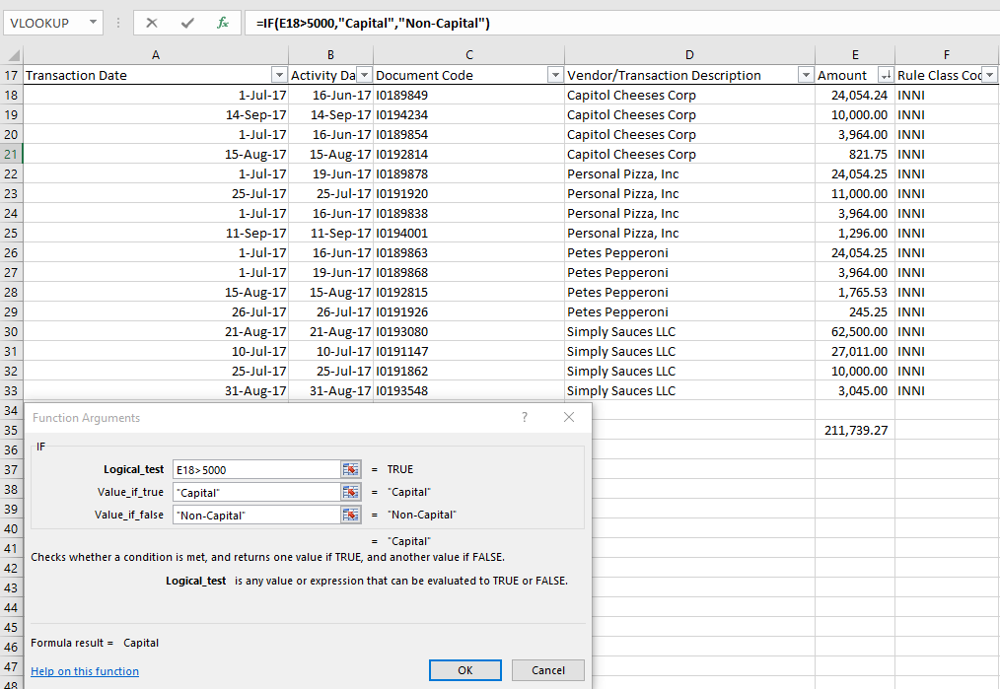 VLOOKUP fx =IF(E18>5000,"Capital","Non-Capital")
A B C D E F
17 Transaction Date Activity Da Document Code Vendor/Transaction Description Amount Rule Class Coc
18 1-Jul-17 16-Jun-17 I0189849 Capitol Cheeses Corp 24,054.24 INNI
19 14-Sep-17 14-Sep-17 I0194234 Capitol Cheeses Corp 10,000.00 INNI
20 1-Jul-17 16-Jun-17 I0189854 Capitol Cheeses Corp 3,964.00 INNI
21 15-Aug-17 15-Aug-17 I0192814 Capitol Cheeses Corp 821.75 INNI
22 1-Jul-17 19-Jun-17 I0189878 Personal Pizza, Inc 24,054.25 INNI
23 25-Jul-17 25-Jul-17 I0191920 Personal Pizza, Inc 11,000.00 INNI
24 1-Jul-17 16-Jun-17 I0189838 Personal Pizza, Inc 3,964.00 INNI
25 11-Sep-17 11-Sep-17 I0194001 Personal Pizza, Inc 1,296.00 INNI
26 1-Jul-17 16-Jun-17 I0189863 Petes Pepperoni 24,054.25 INNI
27 1-Jul-17 19-Jun-17 I0189868 Petes Pepperoni 3,964.00 INNI
28 15-Aug-17 15-Aug-17 I0192815 Petes Pepperoni 1,765.53 INNI
29 26-Jul-17 26-Jul-17 I0191926 Petes Pepperoni 245.25 INNI
30 21-Aug-17 21-Aug-17 I0193080 Simply Sauces LLC 62,500.00 INNI
31 10-Jul-17 10-Jul-17 I0191147 Simply Sauces LLC 27,011.00 INNI
32 25-Jul-17 25-Jul-17 I0191862 Simply Sauces LLC 10,000.00 INNI
33 31-Aug-17 31-Aug-17 I0193548 Simply Sauces LLC 3,045.00 INNI
34
Function Arguments ?
35 211,739.27
36
IF
37 Logical_test E18>5000 = TRUE
38 Value_if_true "Capital" = "Capital"
39 Value_if_false "Non-Capital" = "Non-Capital"
40
41 = "Capital"
42 Checks whether a condition is met, and returns one value if TRUE, and another value if FALSE.
43 Logical_test is any value or expression that can be evaluated to TRUE or FALSE.
44
45
46 Formula result = Capital
47 Help on this function OK Cancel
48